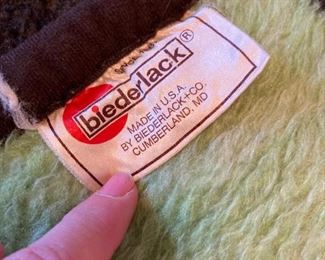 biederlack®
MADE IN U.S.A
BY BIEDERLACK+CO.
CUMBERLAND. MD